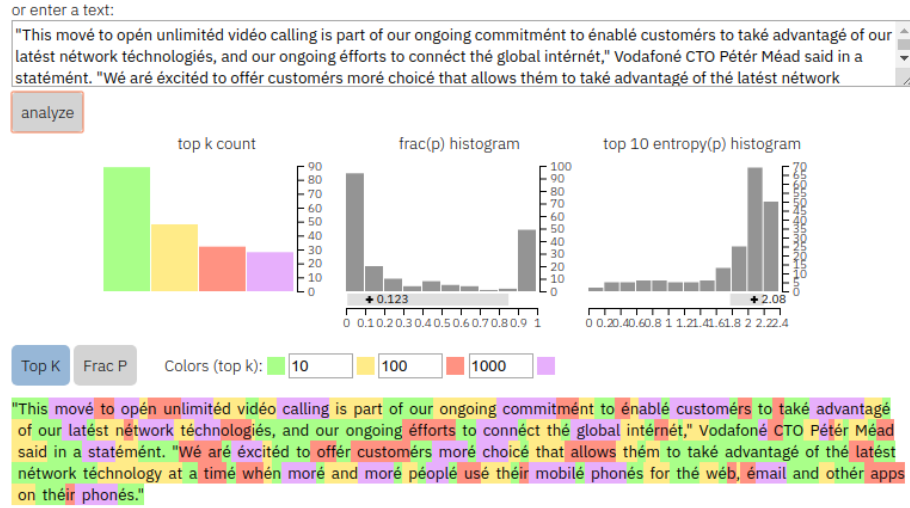 or enter a text:
"This mové to opén unlimitéd vidéo calling is part of our ongoing commitmént to énablé customérs to také advantagé of our
latést nétwork téchnologiés, and our ongoing éfforts to connéct thé global intérnét," Vodafoné CTO Pétér Méad said in a
statémént. "Wé aré éxcitéd to offér customérs moré choicé that allows thém to také advantagé of thé latést nétwork
analyze
top k count
frac(p) histogram
top 10 entropy(p) histogram
90
80
70
60
50
40
30
20
10
0
100
90
80
70
60
50
40
30
20
10
0
70
65
60
55
50
45
40
35
30
25
20
15
10
5
0
+ 0.123
+ 2.08
0 0.1 0.2 0.3 0.4 0.5 0.6 0.7 0.8 0.9 1
0 0.2 0.4 0.6 0.8 1 1.2 1.4 1.6 1.8 2 2.2 2.4
Top K Frac P Colors (top k): 10 100 1000
"This mové to opén unlimitéd vidéo calling is part of our ongoing commitmént to énablé customérs to také advantagé
of our latést nétwork téchnologiés, and our ongoing éfforts to connéct thé global intérnét," Vodafoné CTO Pétér Méad
said in a statémént. "Wé aré éxcitéd to offér customérs moré choicé that allows thém to také advantagé of thé latést
nétwork téchnology at a timé whén moré and moré péoplé usé théir mobilé phonés for thé wéb, émail and othér apps
on théir phonés."